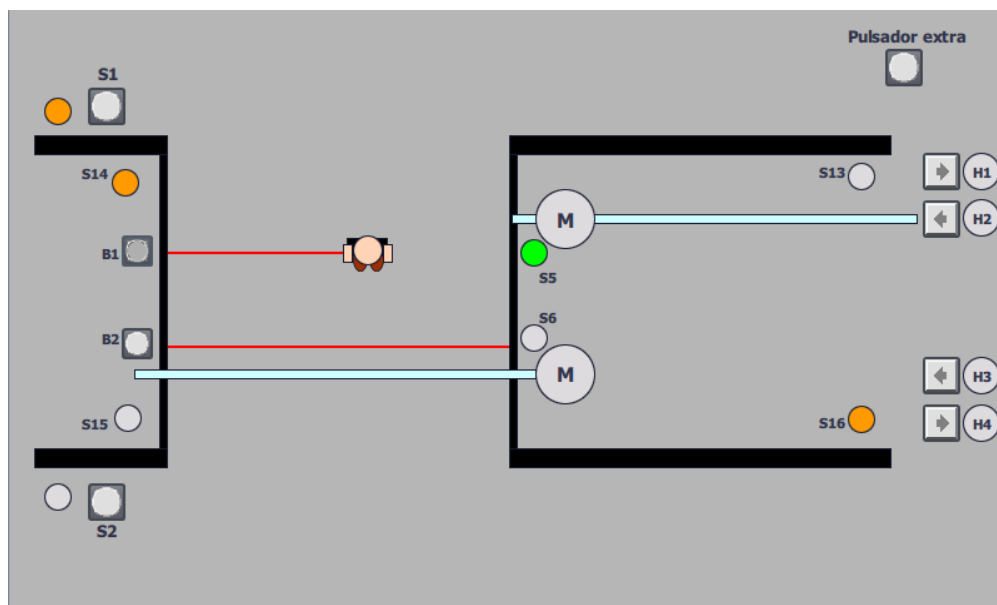 Pulsador extra
S1
S14
S13
H1
M
H2
B1
S5
S6
B2
M
H3
S15
S16
H4
S2